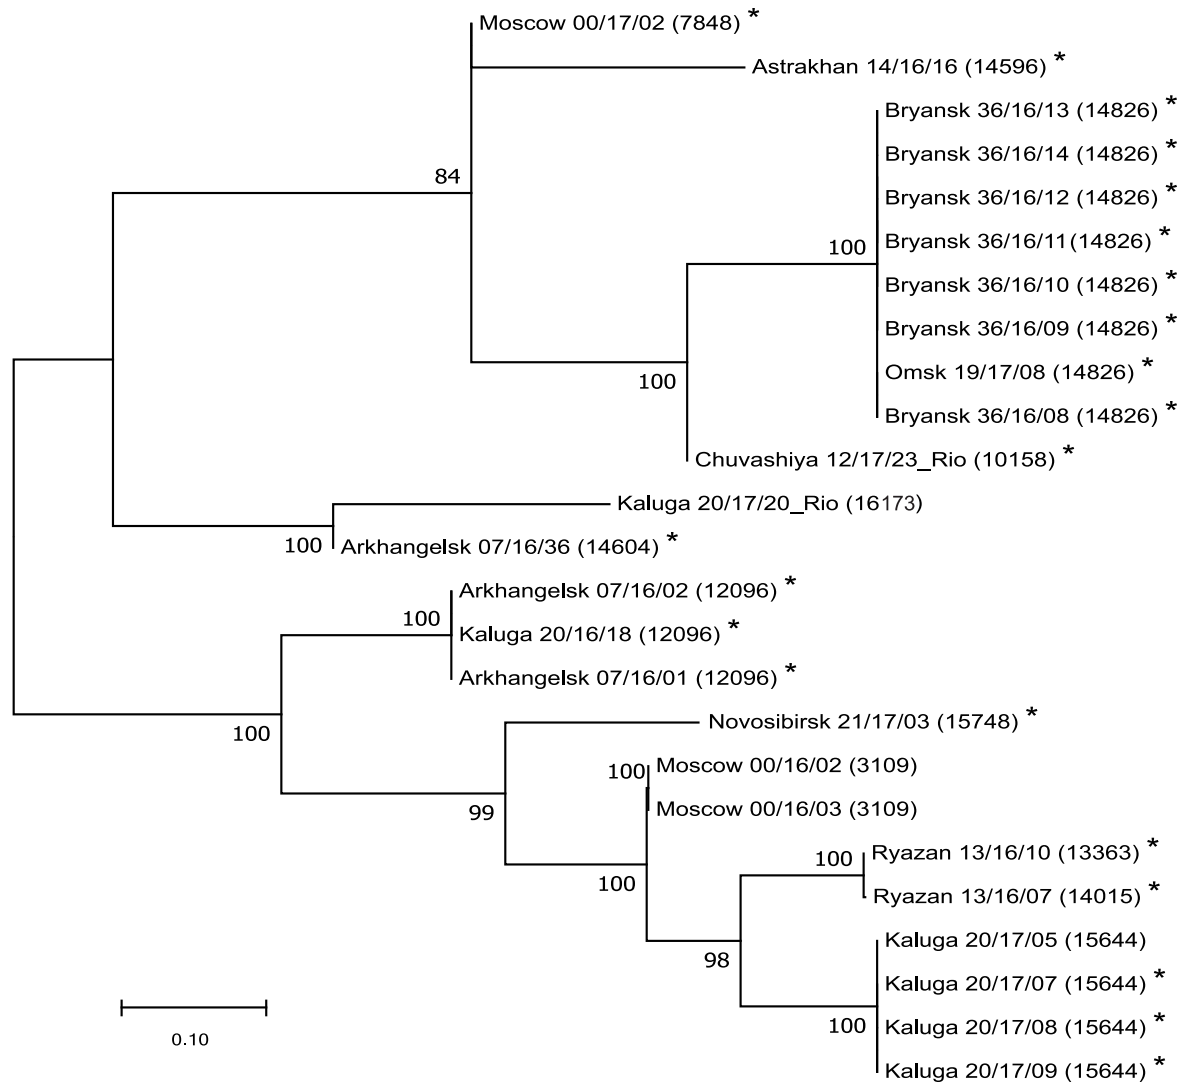 Moscow 00/17/02 (7848) *
Astrakhan 14/16/16 (14596) *
Bryansk 36/16/13 (14826) *
Bryansk 36/16/14 (14826) *
84
Bryansk 36/16/12 (14826) *
100
Bryansk 36/16/11(14826) *
Bryansk 36/16/10 (14826) *
Bryansk 36/16/09 (14826) *
Omsk 19/17/08 (14826) *
100
Bryansk 36/16/08 (14826) *
Chuvashiya 12/17/23_Rio (10158) *
Kaluga 20/17/20_Rio (16173)
100
Arkhangelsk 07/16/36 (14604) *
Arkhangelsk 07/16/02 (12096) *
100
Kaluga 20/16/18 (12096) *
Arkhangelsk 07/16/01 (12096) *
100
Novosibirsk 21/17/03 (15748) *
100
Moscow 00/16/02 (3109)
99
Moscow 00/16/03 (3109)
100
Ryazan 13/16/10 (13363) *
100
Ryazan 13/16/07 (14015) *
Kaluga 20/17/05 (15644)
98
Kaluga 20/17/07 (15644) *
100
Kaluga 20/17/08 (15644) *
0.10
Kaluga 20/17/09 (15644) *